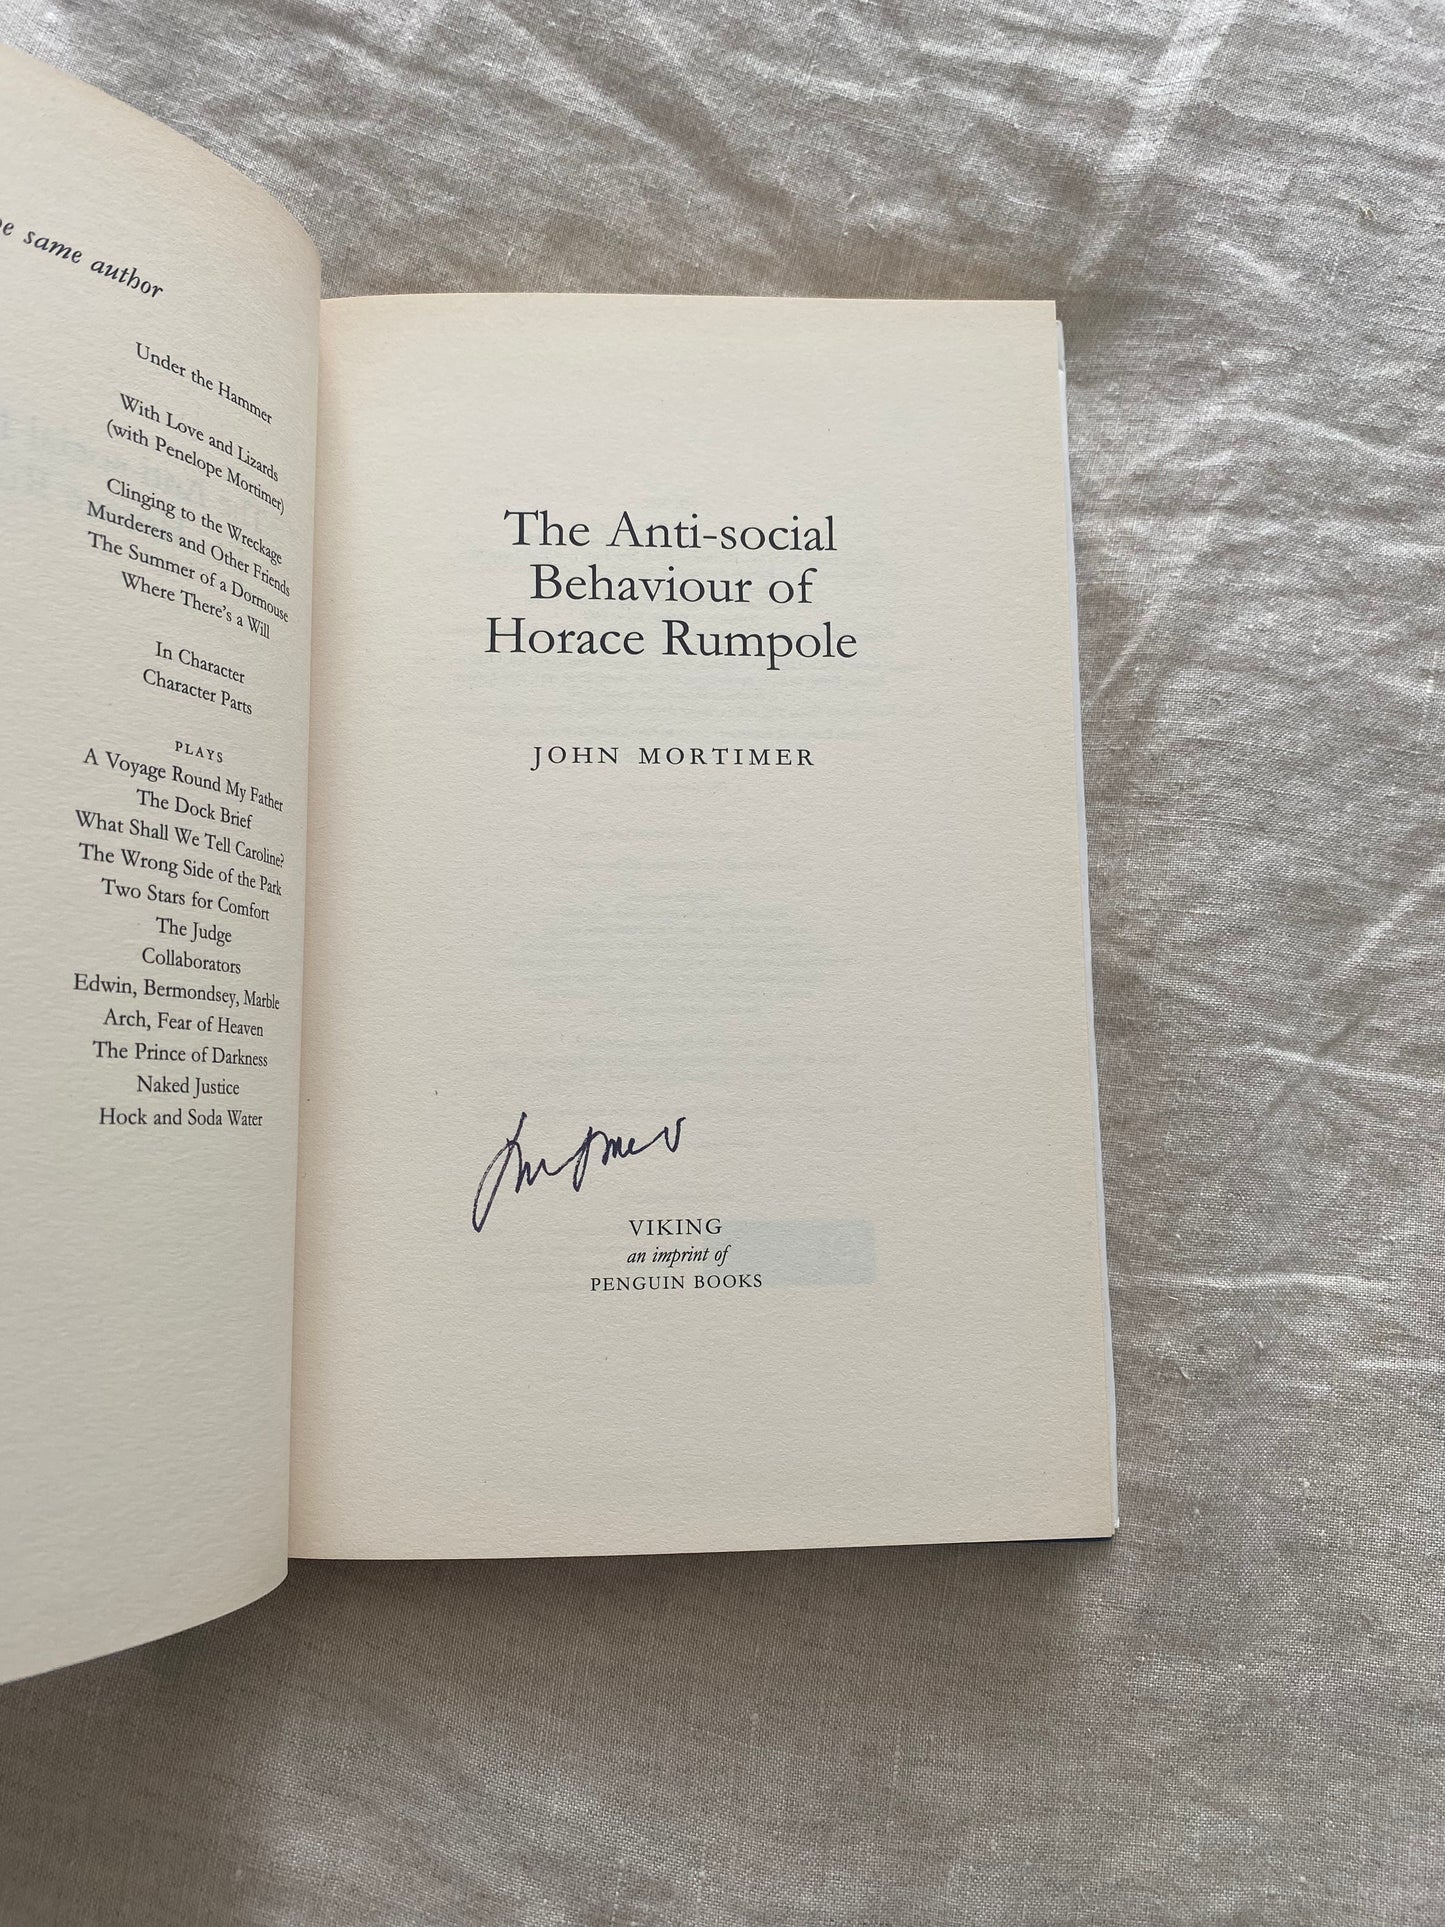 same author
Under the Hammer
With Love and Lizards
(with Penelope Mortimer)
Clinging to the Wreckage
Murderers and Other Friends
The Summer of a Dormouse
Where There's a Will
In Character
Character Parts
PLAYS
A Voyage Round My Father
The Dock Brief
What Shall We Tell Caroline?
The Wrong Side of the Park
Two Stars for Comfort
The Judge
Collaborators
Edwin, Bermondsey, Marble
Arch, Fear of Heaven
The Prince of Darkness
Naked Justice
Hock and Soda Water
The Anti-social
Behaviour of
Horace Rumpole
JOHN MORTIMER
VIKING
an imprint of
PENGUIN BOOKS